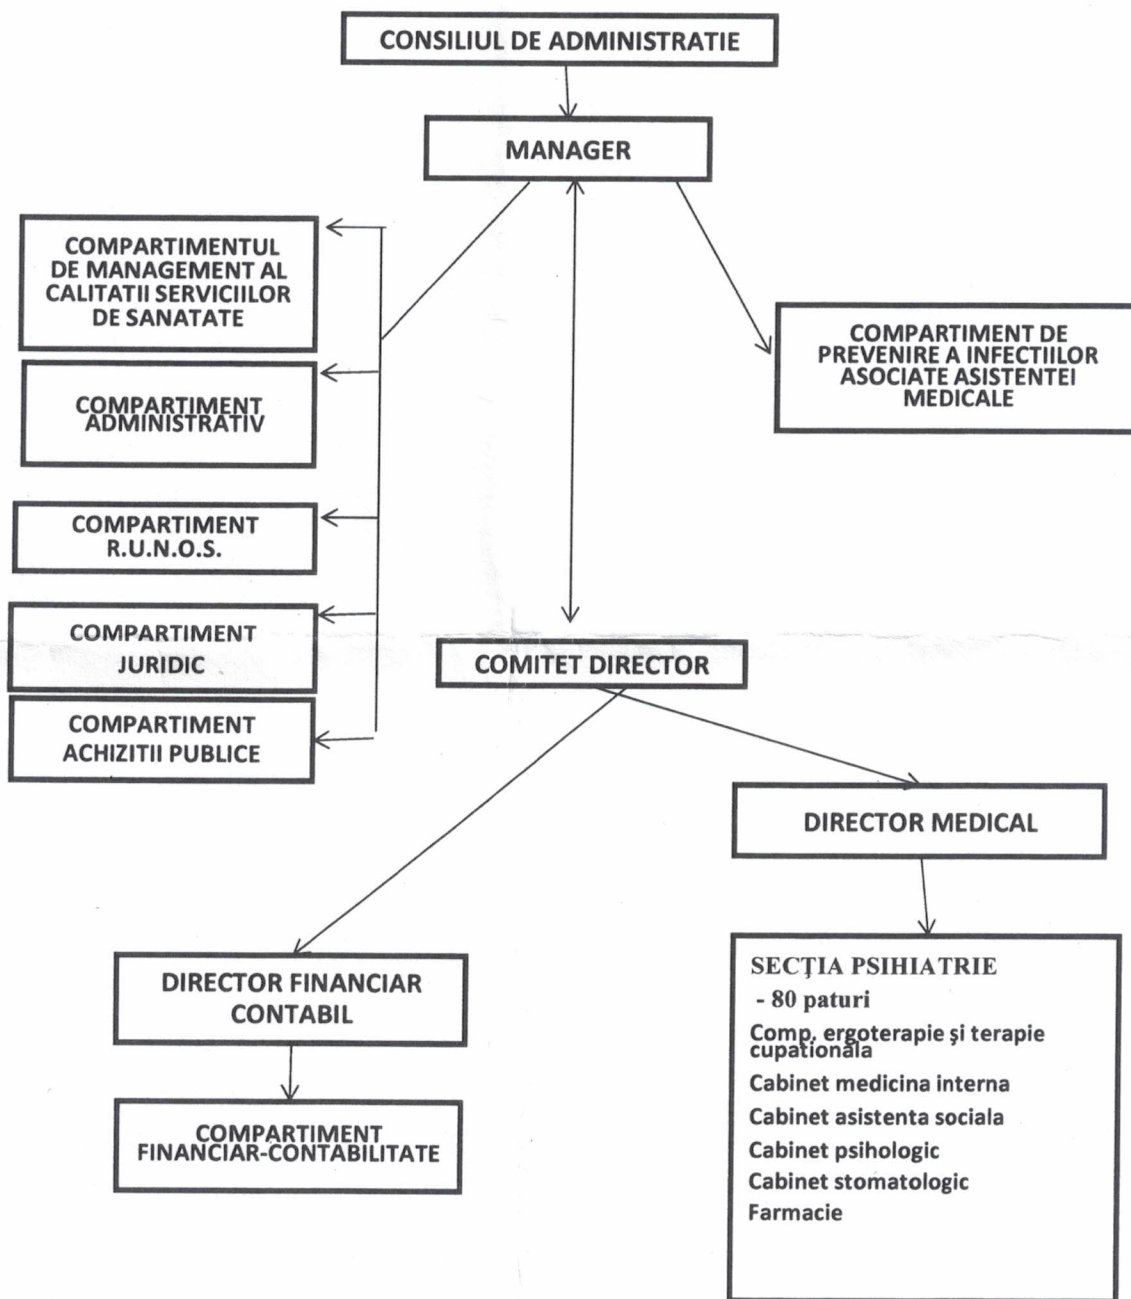 CONSILIUL DE ADMINISTRATIE
MANAGER
COMPARTIMENTUL
DE MANAGEMENT AL
CALITATII SERVICIILOR
DE SANATATE
COMPARTIMENT DE
PREVENIRE A INFECTIILOR
ASOCIATE ASISTENTEI
MEDICALE
COMPARTIMENT
ADMINISTRATIV
COMPARTIMENT
R.U.N.O.S.
COMPARTIMENT
JURIDIC
COMITET DIRECTOR
COMPARTIMENT
ACHIZITII PUBLICE
DIRECTOR MEDICAL
DIRECTOR FINANCIAR
CONTABIL
COMPARTIMENT
FINANCIAR-CONTABILITATE
SECŢIA PSIHIATRIE
- 80 paturi
Comp. ergoterapie şi terapie
cupationala
Cabinet medicina interna
Cabinet asistenta sociala
Cabinet psihologic
Cabinet stomatologic
Farmacie